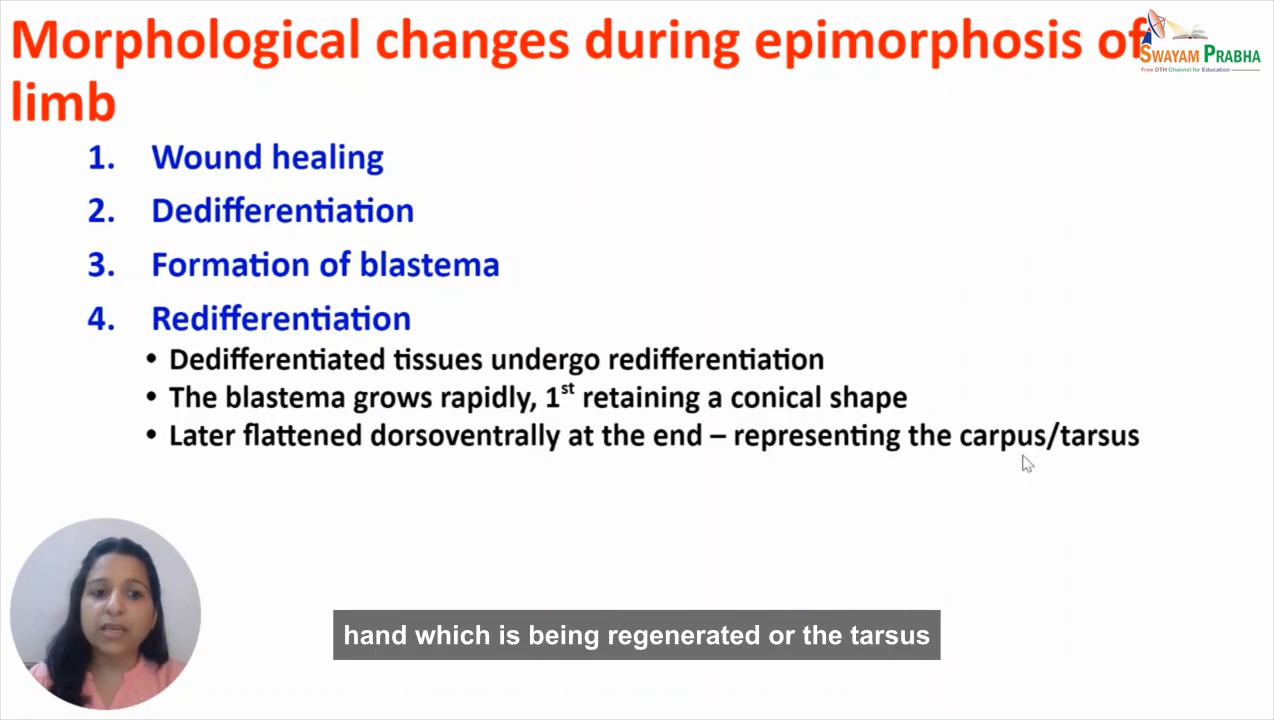 Morphological changes during epimorphosis of
limb
SWAYAM PRABHA
Free DTH Channel for Education
1. Wound healing
2. Dedifferentiation
3. Formation of blastema
4. Redifferentiation
• Dedifferentiated tissues undergo redifferentiation
• The blastema grows rapidly, 1st retaining a conical shape
• Later flattened dorsoventrally at the end – representing the carpus/tarsus
hand which is being regenerated or the tarsus